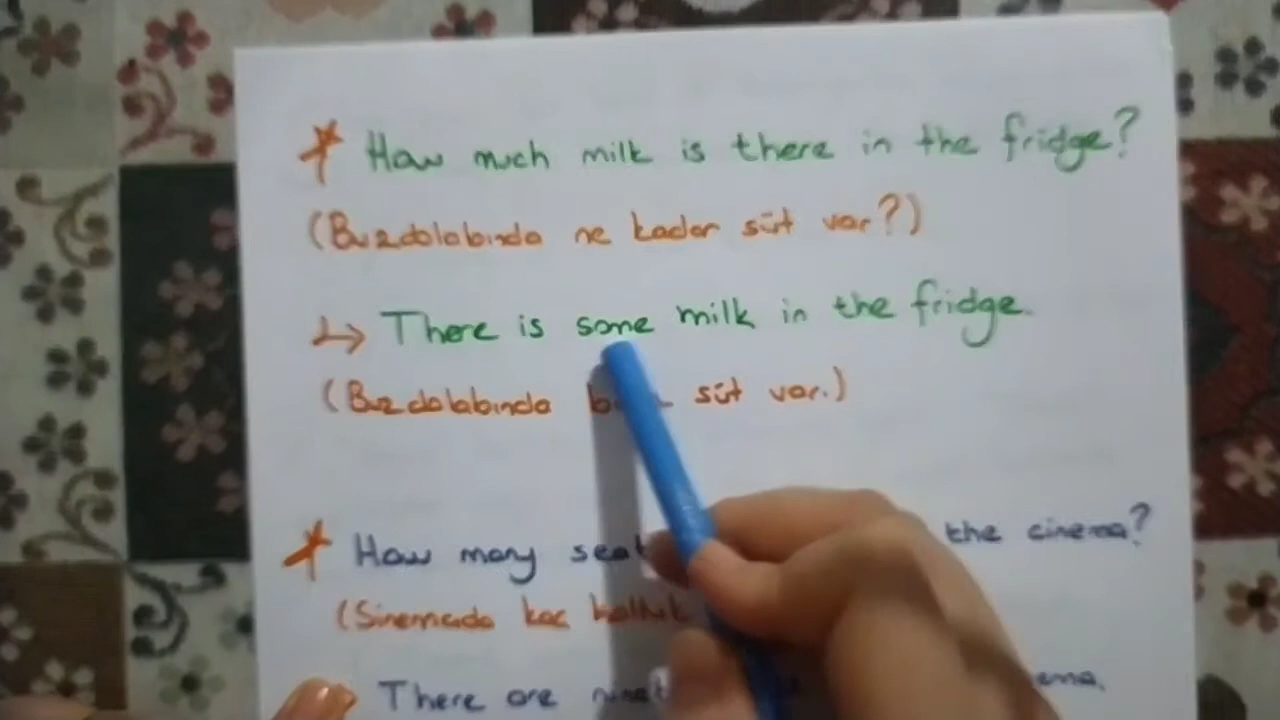 * How much milk is there in the fridge?
(Buzdolabında ne kadar süt var?)
↳ There is some milk in the fridge.
(Buzdolabında süt var.)
* How many the cinema?
(Sinemada kaç koltuk
There are